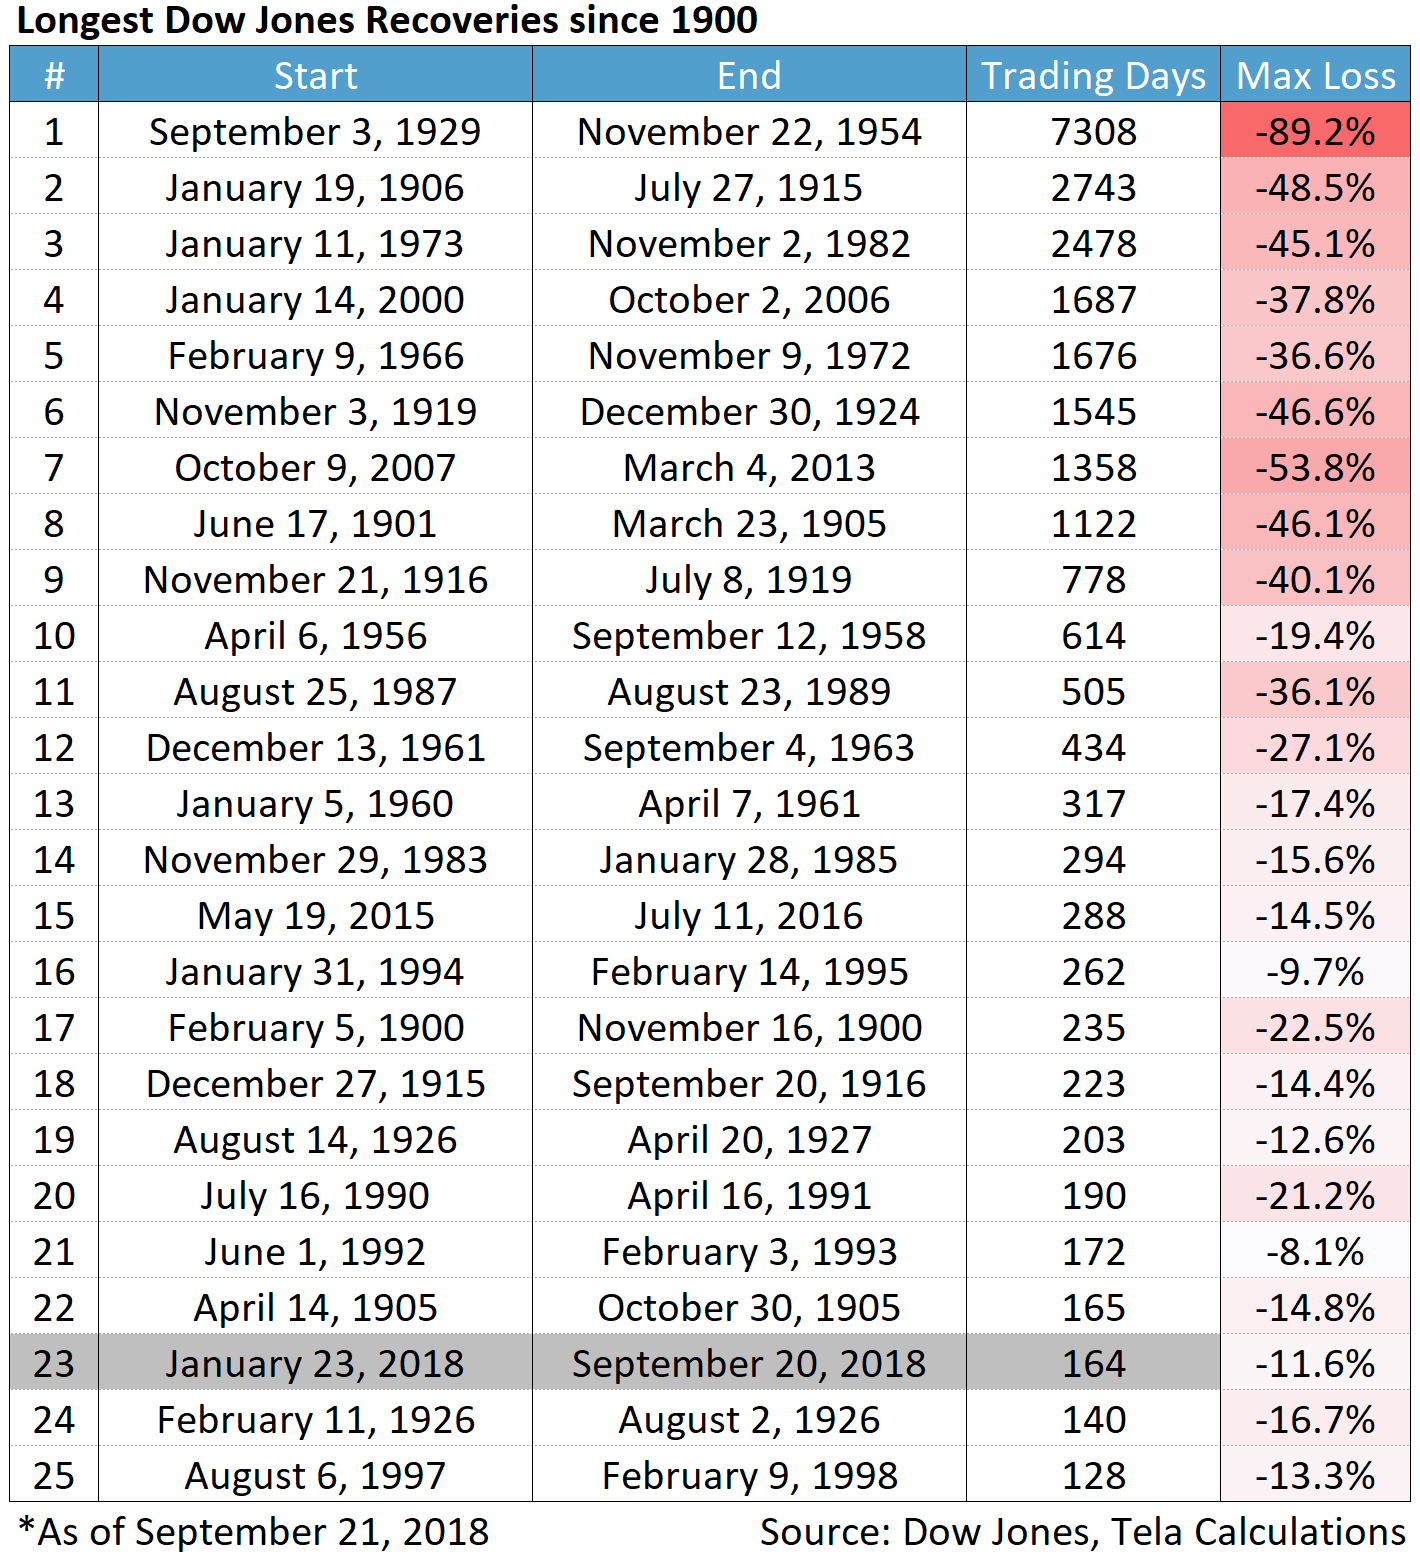 Longest Dow Jones Recoveries since 1900
# Start End Trading Days Max Loss
1 September 3, 1929 November 22, 1954 7308 -89.2%
2 January 19, 1906 July 27, 1915 2743 -48.5%
3 January 11, 1973 November 2, 1982 2478 -45.1%
4 January 14, 2000 October 2, 2006 1687 -37.8%
5 February 9, 1966 November 9, 1972 1676 -36.6%
6 November 3, 1919 December 30, 1924 1545 -46.6%
7 October 9, 2007 March 4, 2013 1358 -53.8%
8 June 17, 1901 March 23, 1905 1122 -46.1%
9 November 21, 1916 July 8, 1919 778 -40.1%
10 April 6, 1956 September 12, 1958 614 -19.4%
11 August 25, 1987 August 23, 1989 505 -36.1%
12 December 13, 1961 September 4, 1963 434 -27.1%
13 January 5, 1960 April 7, 1961 317 -17.4%
14 November 29, 1983 January 28, 1985 294 -15.6%
15 May 19, 2015 July 11, 2016 288 -14.5%
16 January 31, 1994 February 14, 1995 262 -9.7%
17 February 5, 1900 November 16, 1900 235 -22.5%
18 December 27, 1915 September 20, 1916 223 -14.4%
19 August 14, 1926 April 20, 1927 203 -12.6%
20 July 16, 1990 April 16, 1991 190 -21.2%
21 June 1, 1992 February 3, 1993 172 -8.1%
22 April 14, 1905 October 30, 1905 165 -14.8%
23 January 23, 2018 September 20, 2018 164 -11.6%
24 February 11, 1926 August 2, 1926 140 -16.7%
25 August 6, 1997 February 9, 1998 128 -13.3%
*As of September 21, 2018 Source: Dow Jones, Tela Calculations